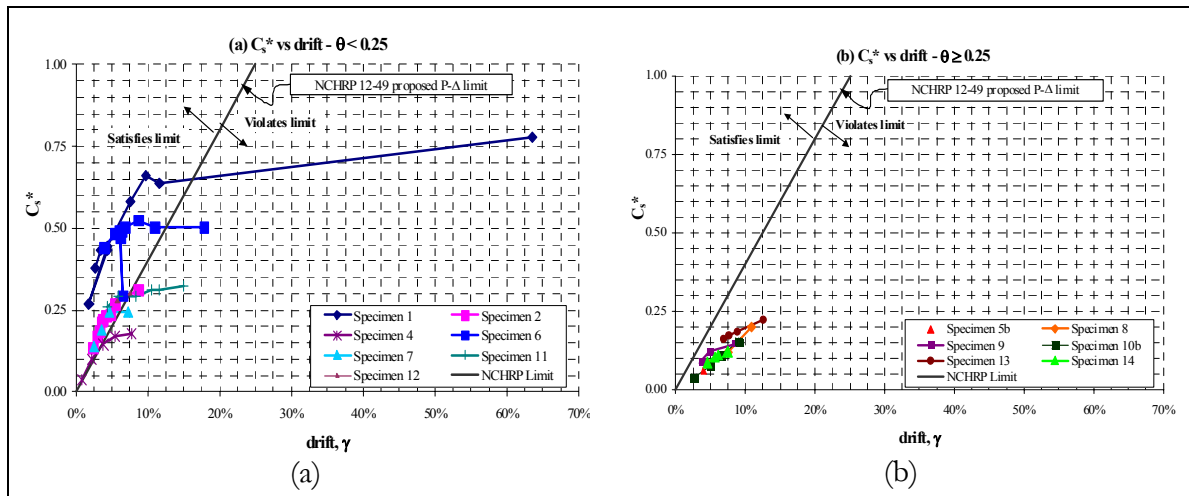 (a) Cs* vs drift - θ < 0.25
1.00
NCHRP 12-49 proposed P-Δ limit
Violates limit
Satisfies limit
0.75
Cs*
0.50
0.25
Specimen 1
Specimen 2
Specimen 4
Specimen 6
Specimen 7
Specimen 11
Specimen 12
NCHRP Limit
0.00
0%
10%
20%
30%
40%
50%
60%
70%
drift, γ
(a)
(b) Cs* vs drift - θ ≥ 0.25
1.00
NCHRP 12-49 proposed P-Δ limit
Violates limit
Satisfies limit
0.75
Cs*
0.50
0.25
Specimen 5b
Specimen 8
Specimen 9
Specimen 10b
Specimen 13
Specimen 14
NCHRP Limit
0.00
0%
10%
20%
30%
40%
50%
60%
70%
drift, γ
(b)